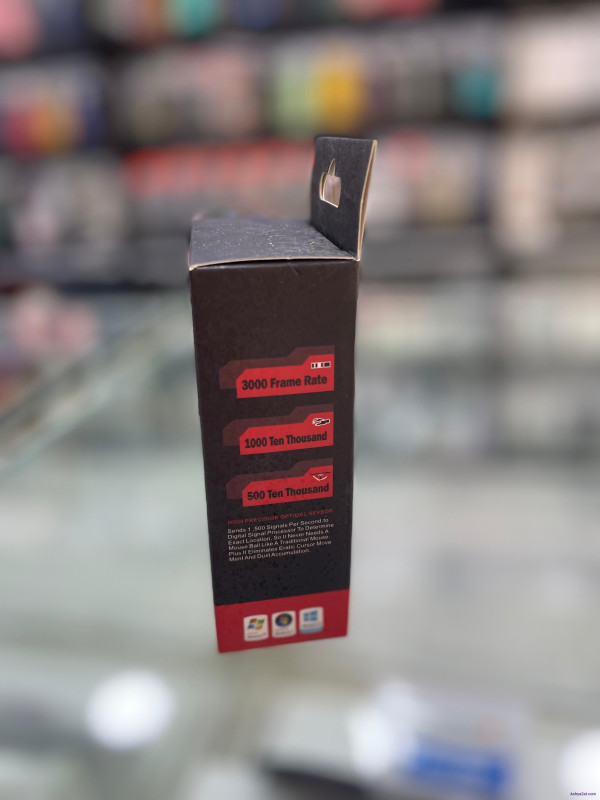 3000 Frame Rate
1000 Ten Thousand
500 Ten Thousand
HIGH PRECISION OPTICAL SENSOR
Sends 1 ,500 Signals Per Second to
Digital Signal Processor To Determine
Exact Location, So It Never Needs A
Mouse Ball Like A Traditional Mouse.
Plus It Eliminates Eratic Cursor Move
Ment And Dust Accumulation.